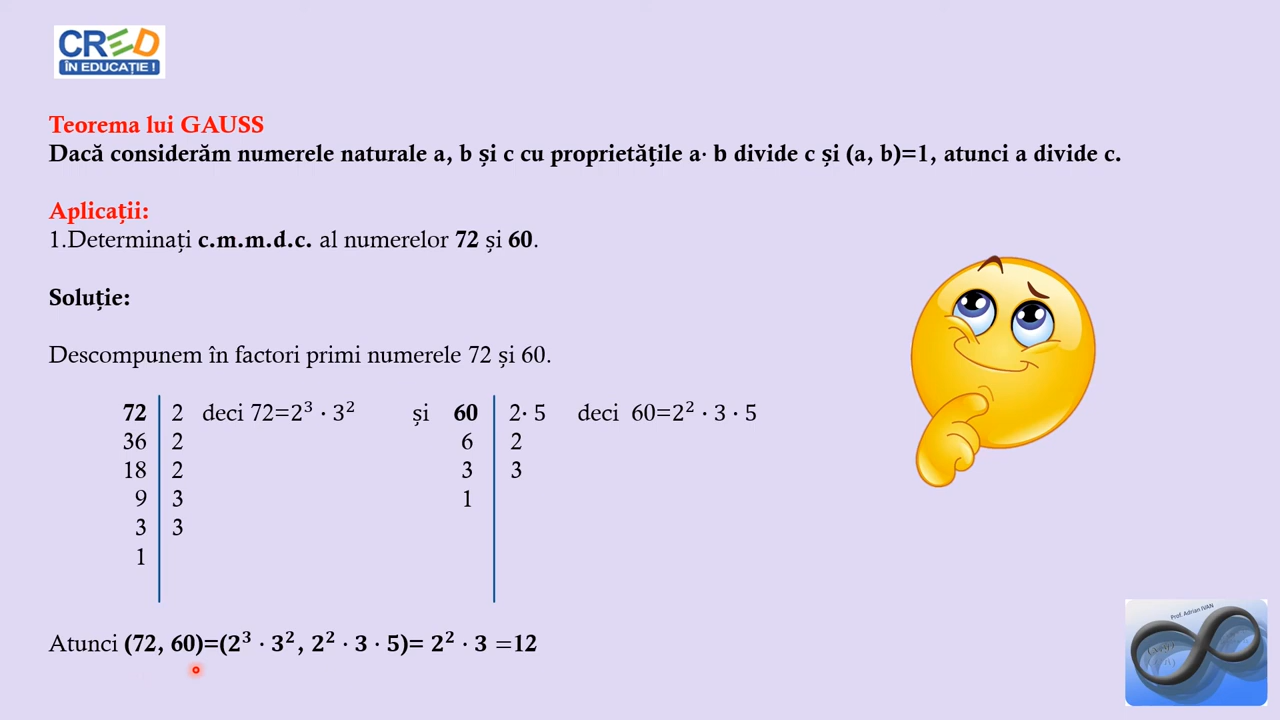 CRED
ÎN EDUCAȚIE !
Teorema lui GAUSS
Dacă considerăm numerele naturale a, b și c cu proprietățile a· b divide c și (a, b)=1, atunci a divide c.
Aplicații:
1.Determinați c.m.m.d.c. al numerelor 72 și 60.
Soluție:
Descompunem în factori primi numerele 72 și 60.
72 | 2 deci 72=2³ · 3² și 60 | 2· 5 deci 60=2² · 3 · 5
36 | 2 6 | 2
18 | 2 3 | 3
9 | 3 1
3 | 3
1
Atunci (72, 60)=(2³ · 3², 2² · 3 · 5)= 2² · 3 =12
Prof. Adrian IVAN